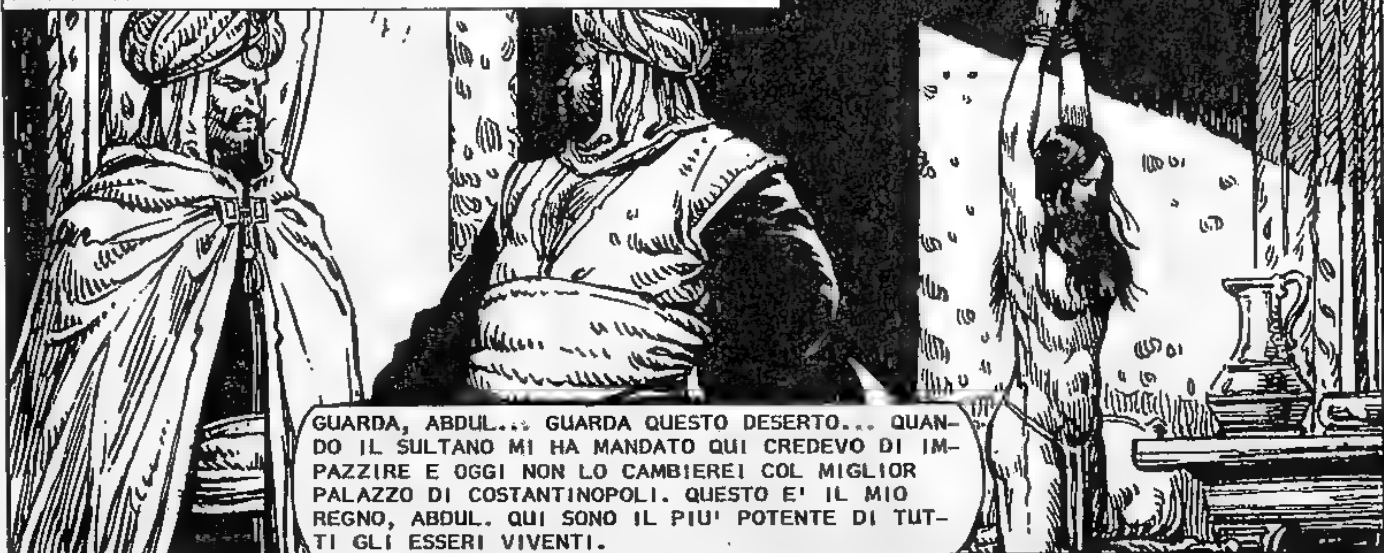 GUARDA, ABDUL... GUARDA QUESTO DESERTO... QUAN-
DO IL SULTANO MI HA MANDATO QUI CREDEVO DI IM-
PAZZIRE E OGGI NON LO CAMBIEREI COL MIGLIOR
PALAZZO DI COSTANTINOPOLI. QUESTO E' IL MIO
REGNO, ABDUL. QUI SONO IL PIU' POTENTE DI TUT-
TI GLI ESSERI VIVENTI.